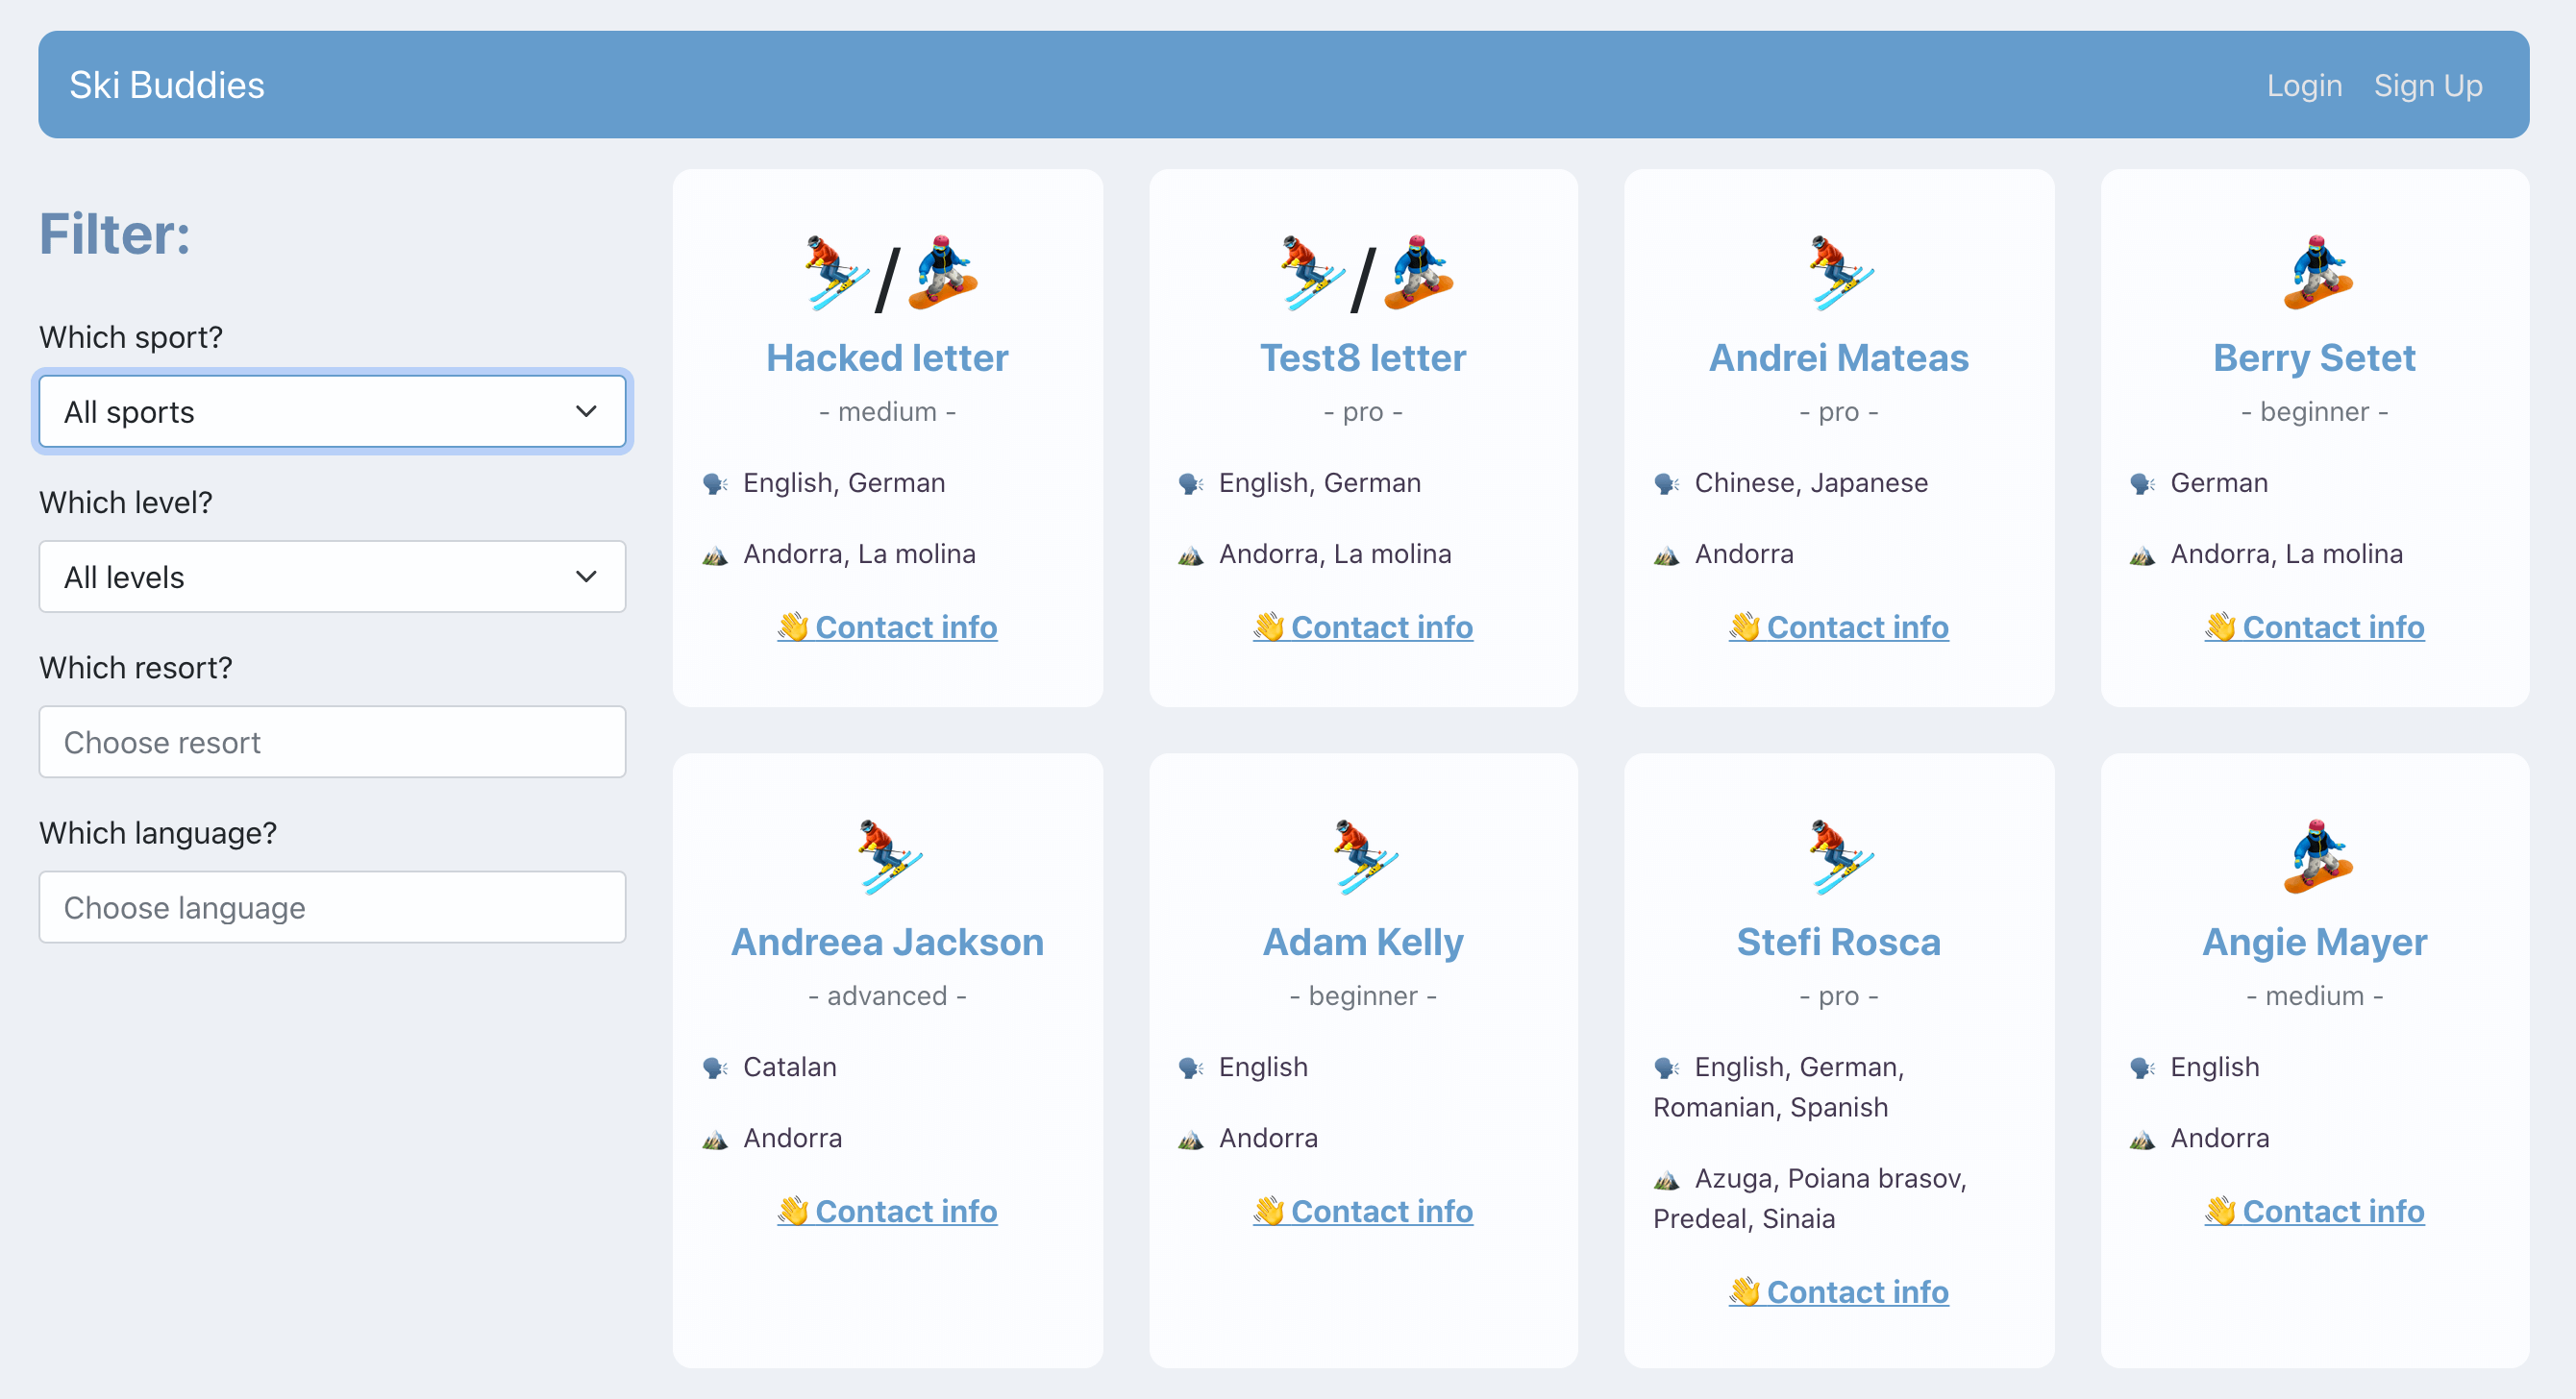 Ski Buddies
Login
Sign Up
Filter:
Which sport?
All sports
Which level?
All levels
Which resort?
Choose resort
Which language?
Choose language
/
Hacked letter
- medium -
English, German
Andorra, La molina
Contact info
/
Test8 letter
- pro -
English, German
Andorra, La molina
Contact info
Andrei Mateas
- pro -
Chinese, Japanese
Andorra
Contact info
Berry Setet
- beginner -
German
Andorra, La molina
Contact info
Andreea Jackson
- advanced -
Catalan
Andorra
Contact info
Adam Kelly
- beginner -
English
Andorra
Contact info
Stefi Rosca
- pro -
English, German,
Romanian, Spanish
Azuga, Poiana brasov,
Predeal, Sinaia
Contact info
Angie Mayer
- medium -
English
Andorra
Contact info